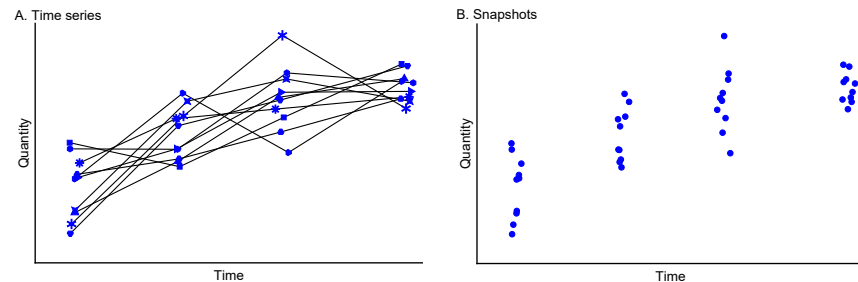 A. Time series
Quantity
Time
B. Snapshots
Quantity
Time